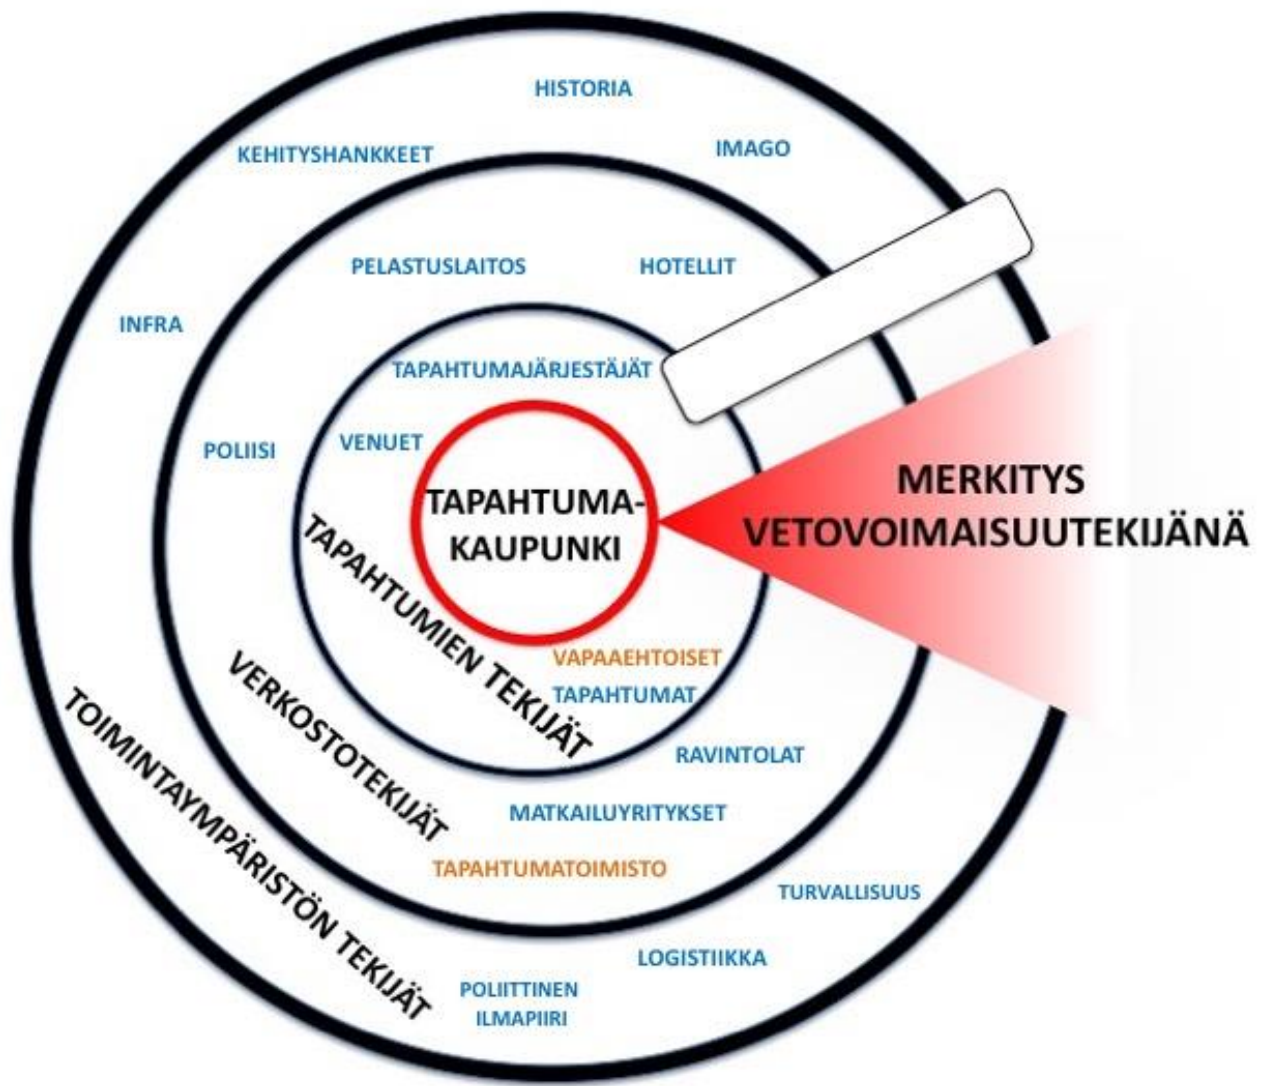 HISTORIA
KEHITYSHANKKEET
IMAGO
PELASTUSLAITOS
HOTELLIT
INFRA
TAPAHTUMAJÄRJESTÄJÄT
POLIISI
VENUET
TAPAHTUMA-
KAUPUNKI
MERKITYS
VETOVOIMAISUUTEKIJÄNÄ
TAPAHTUMIEN TEKIJÄT
VAPAAEHTOISET
TAPAHTUMAT
VERKOSTOTEKIJÄT
RAVINTOLAT
MATKAILUYRITYKSET
TAPAHTUMATOIMISTO
TOIMINTAYMPÄRISTÖN TEKIJÄT
TURVALLISUUS
LOGISTIIKKA
POLIITTINEN
ILMAPIIRI